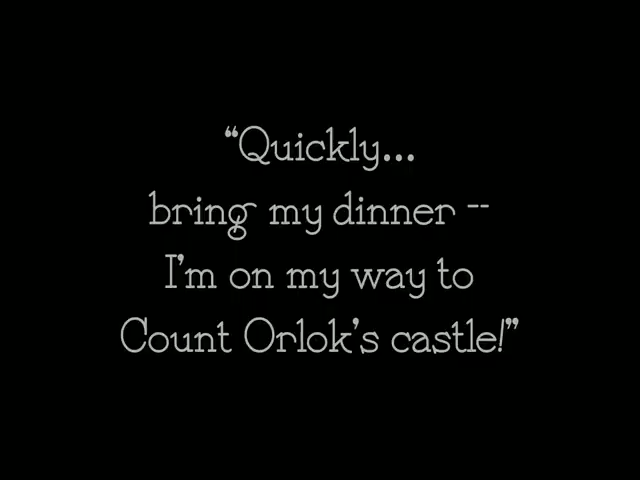 “Quickly...
bring my dinner --
I’m on my way to
Count Orlok’s castle!”